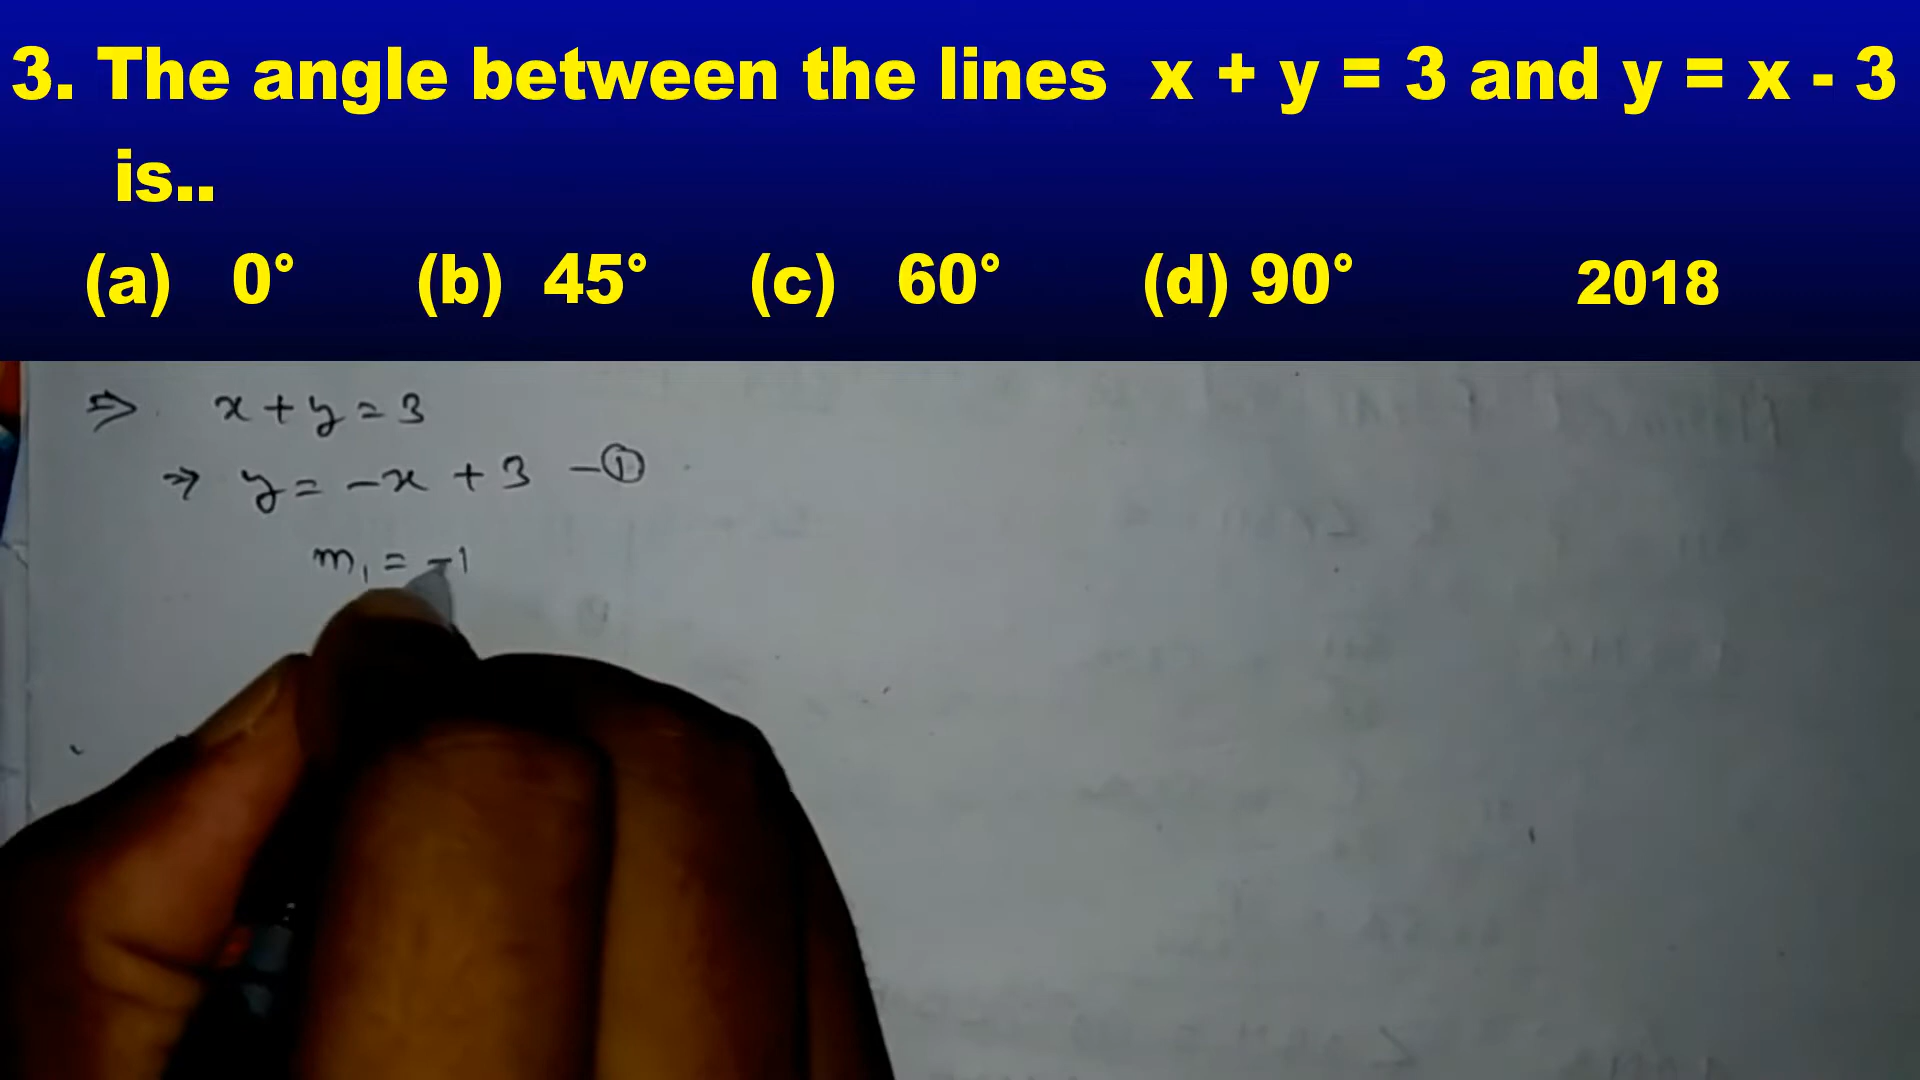 3. The angle between the lines x + y = 3 and y = x - 3
is..
(a) 0° (b) 45° (c) 60° (d) 90° 2018
⇒ x + y = 3
⇒ y = -x + 3 -①
m₁ = -1